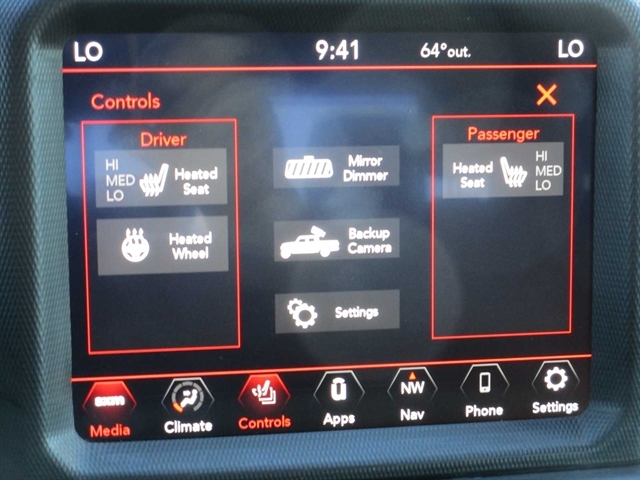 LO 9:41 64°out. LO
Controls
Driver
HI
MED
LO
Heated
Seat
Heated
Wheel
Mirror
Dimmer
Backup
Camera
Settings
Passenger
Heated
Seat
HI
MED
LO
Media
Climate
Controls
Apps
NW
Nav
Phone
Settings